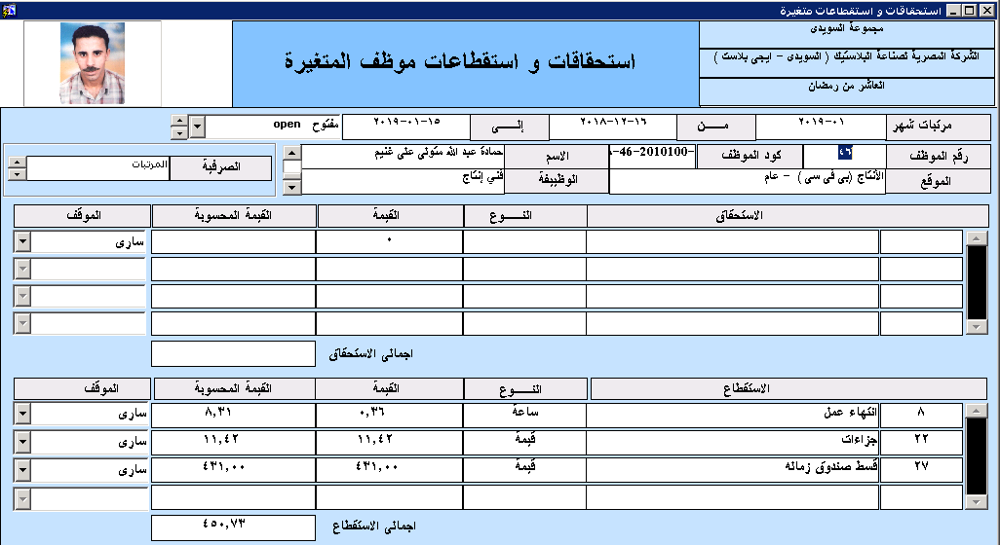 استحقاقات و استقطاعات متغيرة
مجموعة السويدى
الشركة المصرية لصناعة البلاستيك ( السويدى - ايجى بلاست )
العاشر من رمضان
استحقاقات و استقطاعات موظف المتغيرة
مرتبات شهر ٢٠١٩-٠١ مـــن ٢٠١٨-١٢-١٦ إلـــى ٢٠١٩-٠١-١٥ مفتوح open
رقم الموظف ٤٦ كود الموظف -46-2010100- الاسم حمادة عبد الله متولى على غنيم
الموقع الأنتاج (بى فى سى ) - عام الوظيفة فني إنتاج
الصرفية المرتبات
الاستحقاق النـــوع القيمة القيمة المحسوبة الموقف
٠ سارى
اجمالى الاستحقاق
الاستقطاع النـــوع القيمة القيمة المحسوبة الموقف
٨ انكهاء عمل ساعة ٠,٣٦ ٨,٣١ سارى
٢٢ جزاءات قيمة ١١,٤٢ ١١,٤٢ سارى
٢٧ قسط صندوق زماله قيمة ٤٣١,٠٠ ٤٣١,٠٠ سارى
اجمالى الاستقطاع ٤٥٠,٧٣